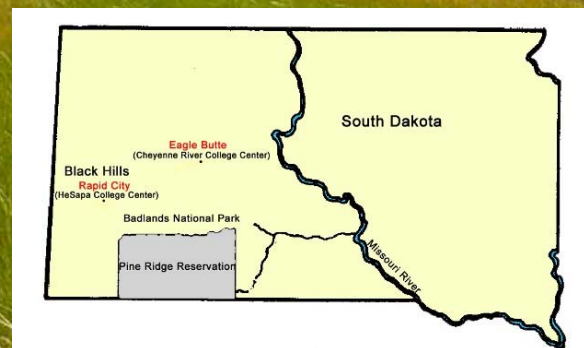 South Dakota
Eagle Butte
(Cheyenne River College Center)
Black Hills
Rapid City
(HeSapa College Center)
Badlands National Park
Pine Ridge Reservation
Missouri River